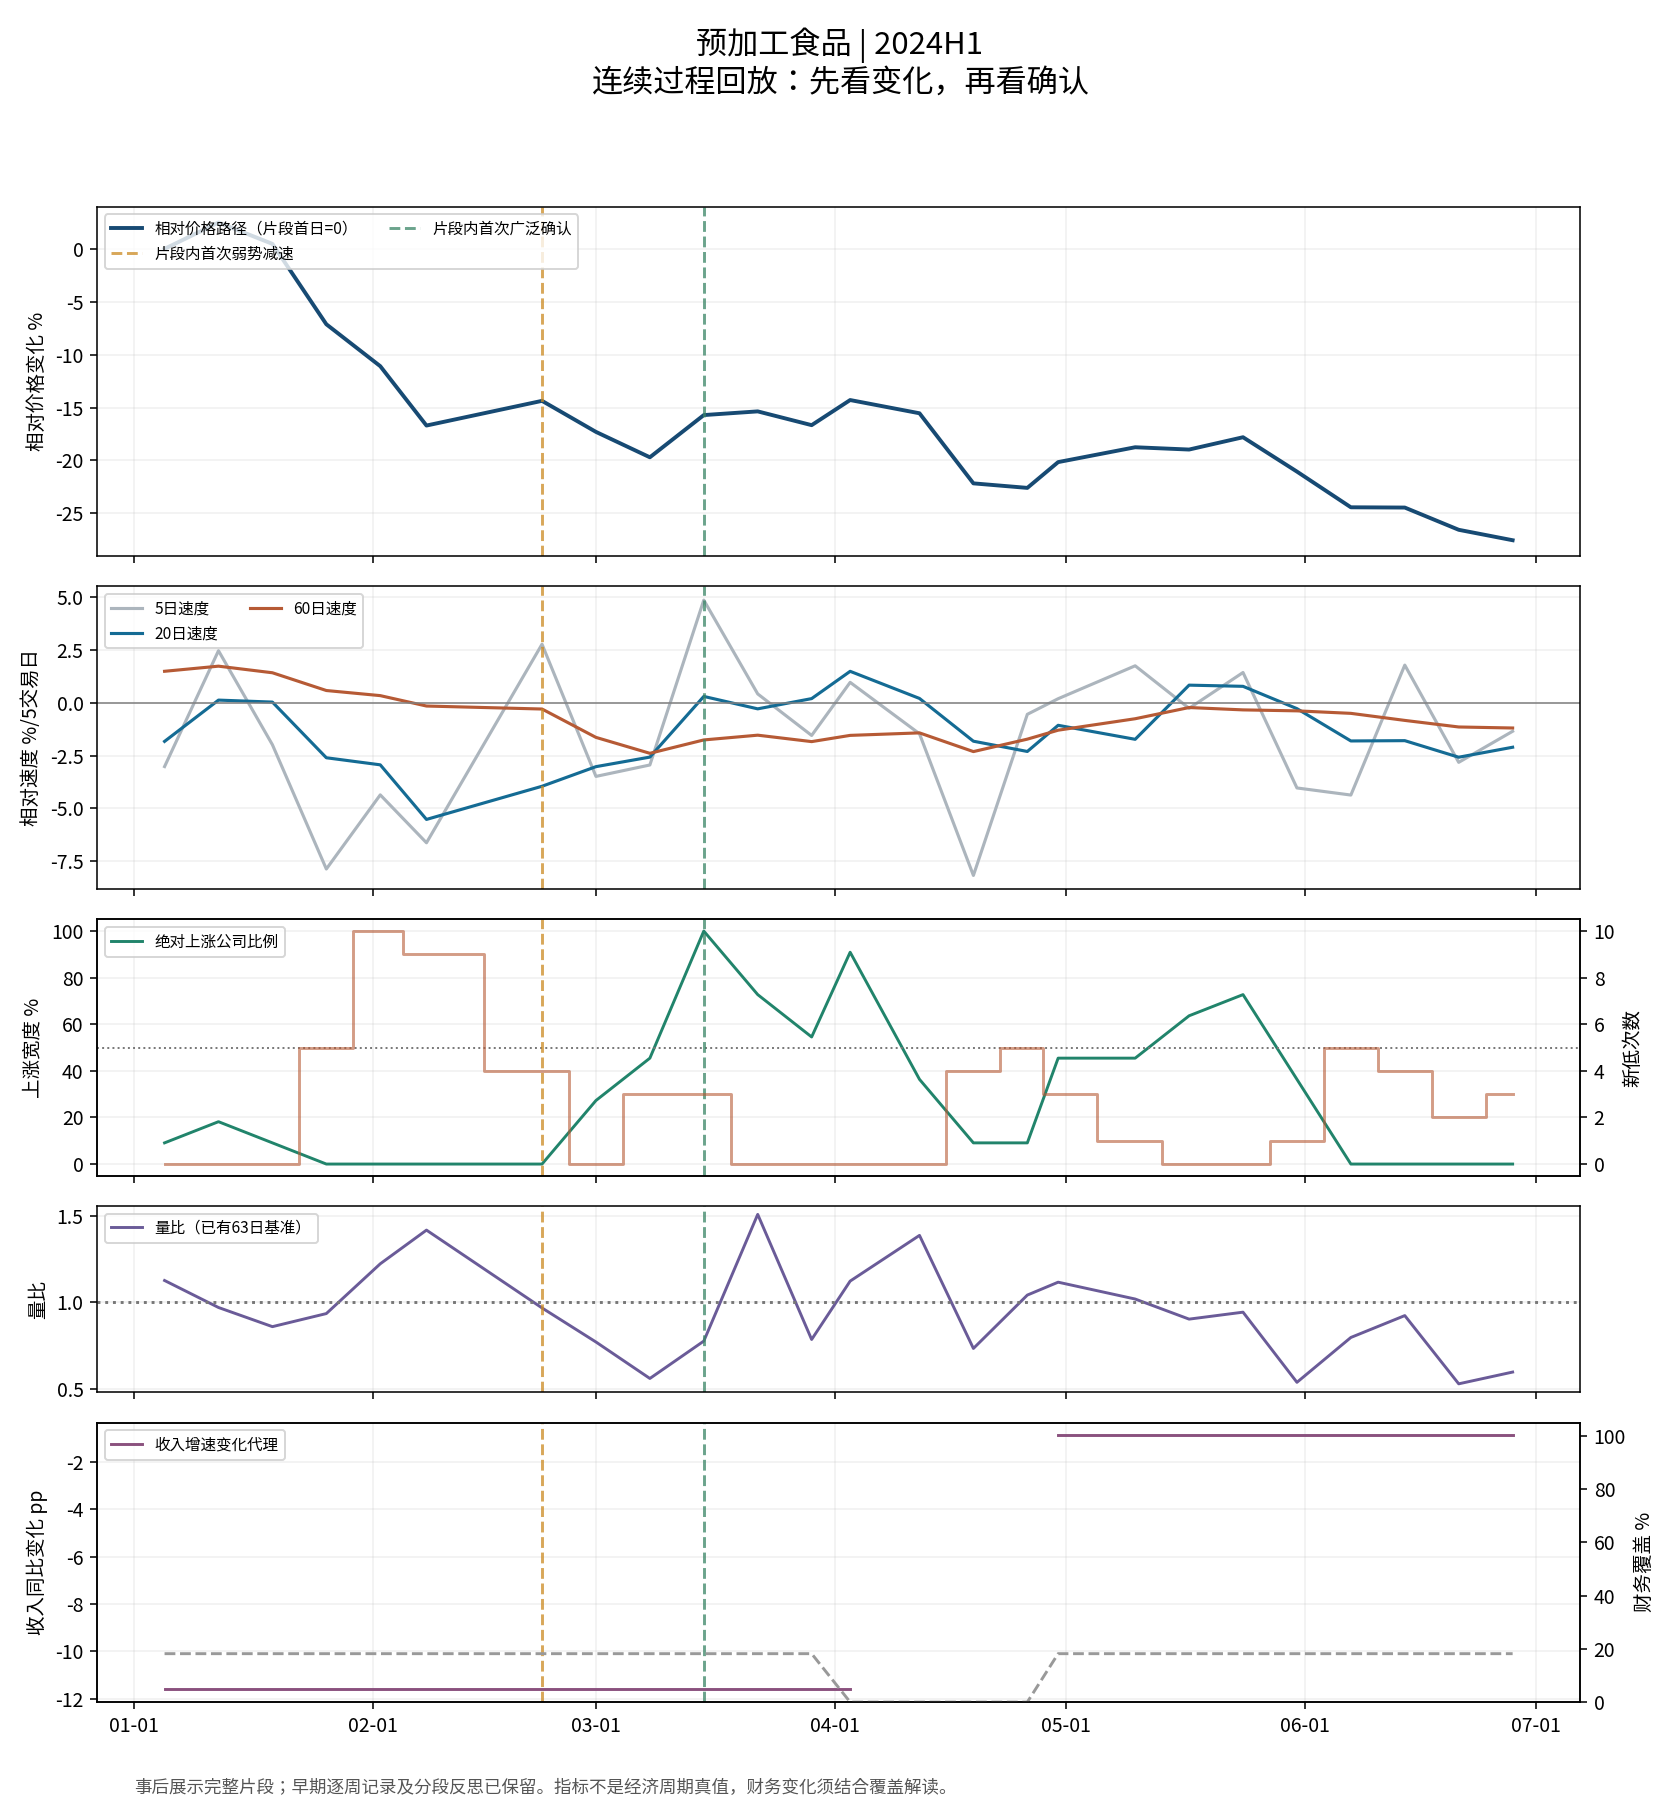 预加工食品 | 2024H1
连续过程回放：先看变化，再看确认
相对价格路径（片段首日=0）
片段内首次广泛确认
片段内首次弱势减速
相对价格变化 %
0
-5
-10
-15
-20
-25
5日速度
60日速度
20日速度
相对速度 %/5交易日
5.0
2.5
0.0
-2.5
-5.0
-7.5
绝对上涨公司比例
上涨宽度 %
100
80
60
40
20
0
新低次数
10
8
6
4
2
0
量比（已有63日基准）
量比
1.5
1.0
0.5
收入增速变化代理
收入同比变化 pp
-2
-4
-6
-8
-10
-12
财务覆盖 %
100
80
60
40
20
0
01-01
02-01
03-01
04-01
05-01
06-01
07-01
事后展示完整片段；早期逐周记录及分段反思已保留。指标不是经济周期真值，财务变化须结合覆盖解读。